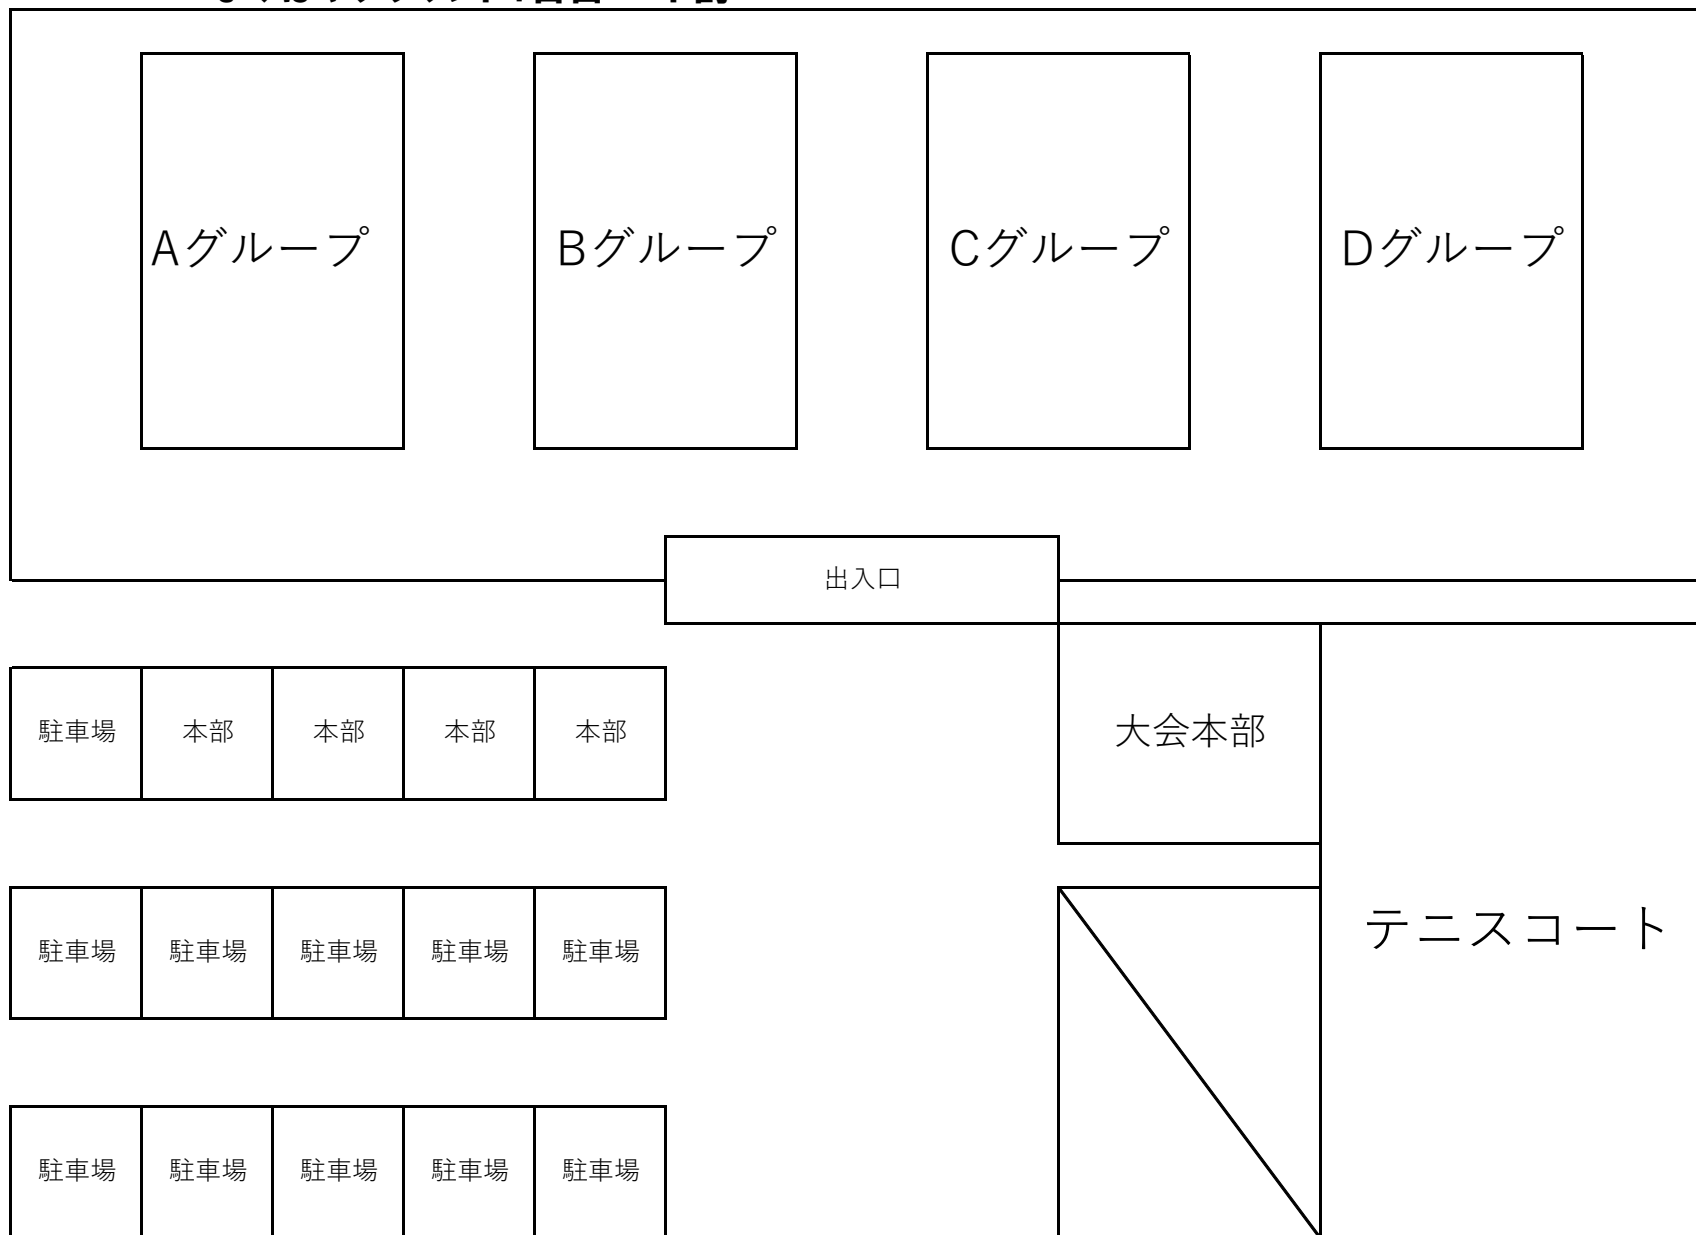 Aグループ Bグループ Cグループ Dグループ
出入口
駐車場 本部 本部 本部 本部
大会本部
駐車場 駐車場 駐車場 駐車場 駐車場
テニスコート
駐車場 駐車場 駐車場 駐車場 駐車場